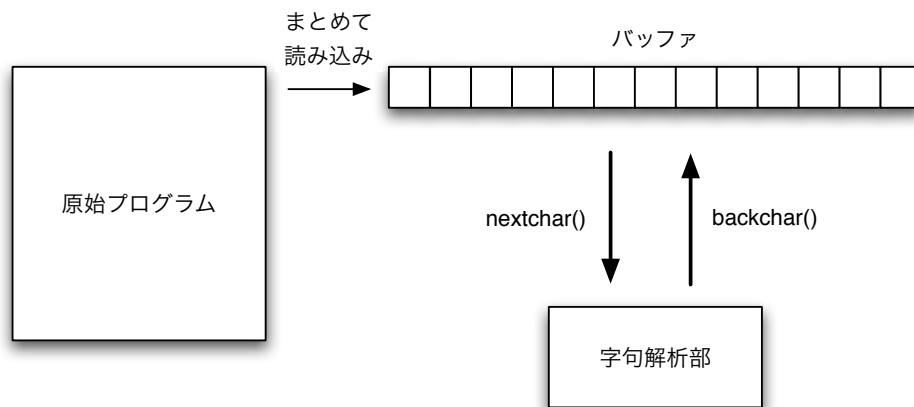 まとめて
読み込み
バッファ
原始プログラム
nextchar()
backchar()
字句解析部